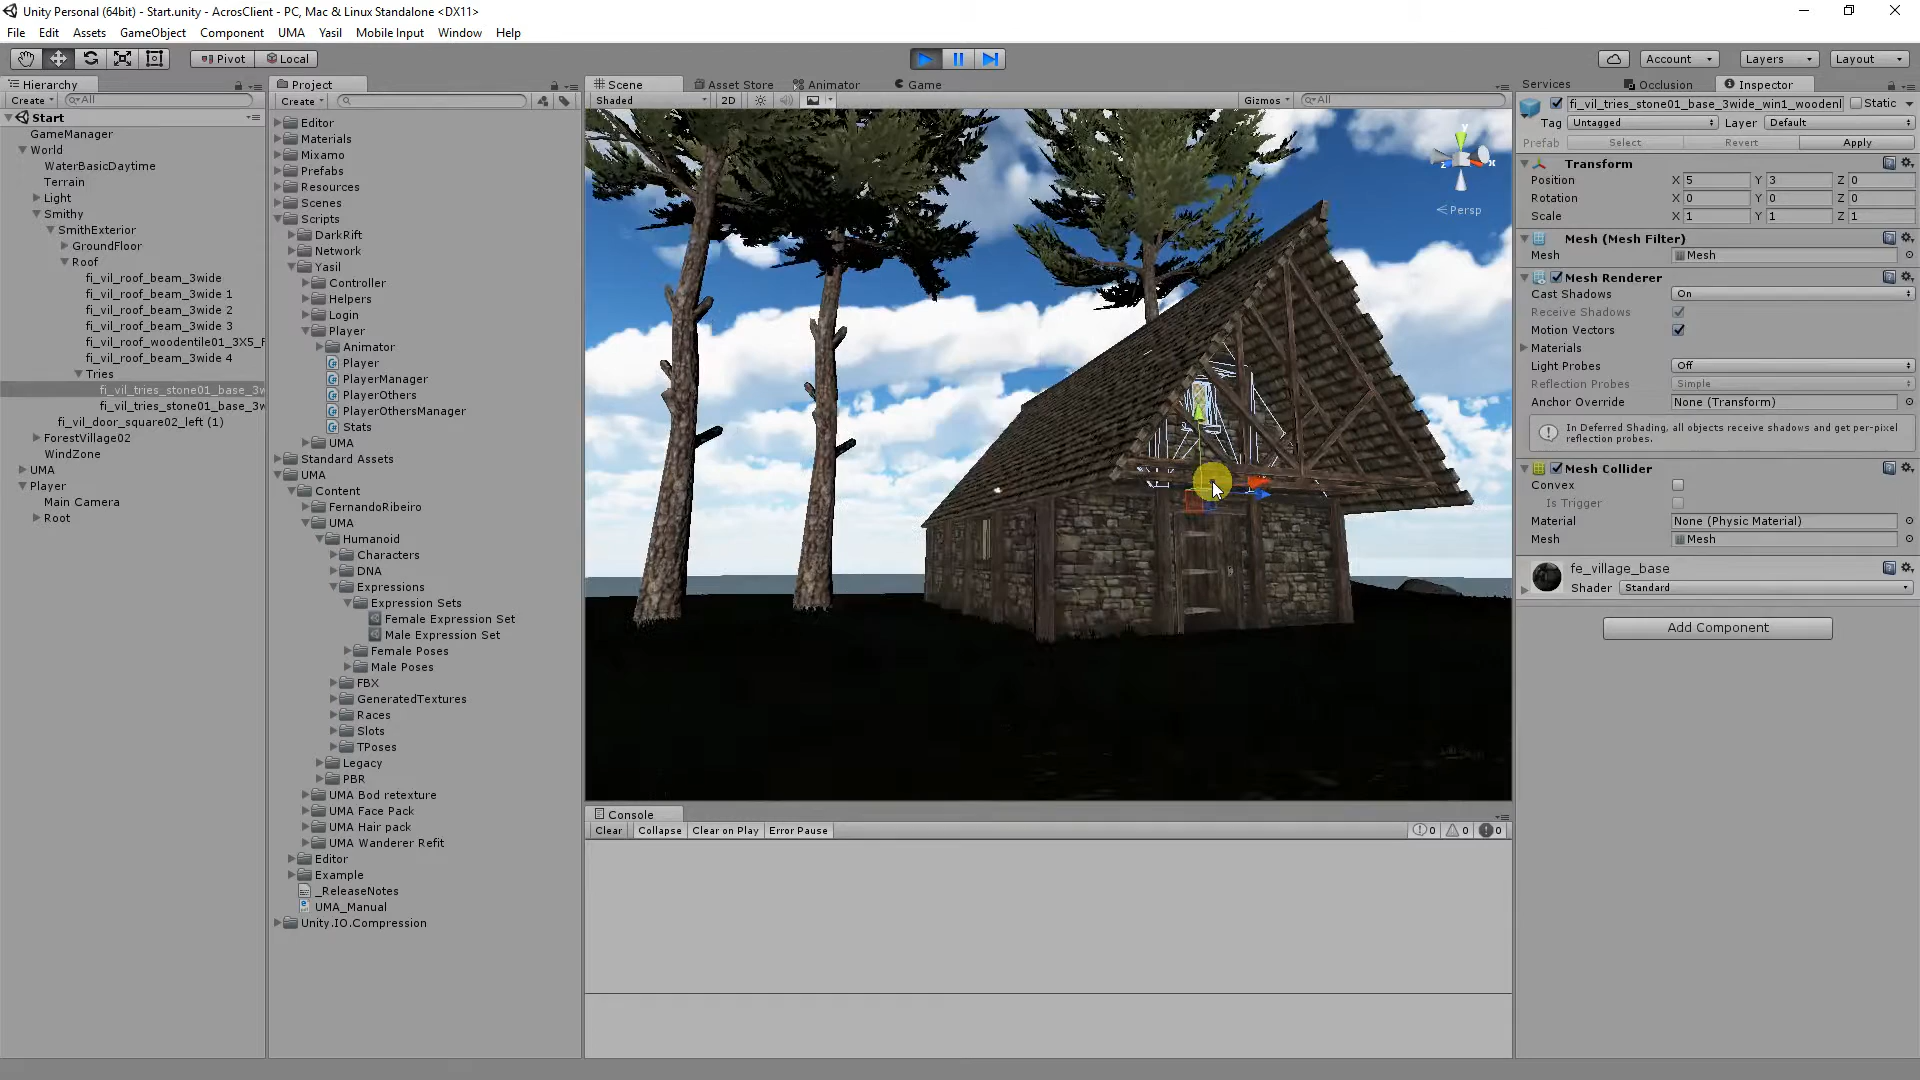 Unity Personal (64bit) - Start.unity - AcrosClient - PC, Mac & Linux Standalone <DX11>
File Edit Assets GameObject Component UMA Yasil Mobile Input Window Help
Pivot Local
Account Layers Layout
Hierarchy
Create All
Start
GameManager
World
WaterBasicDaytime
Terrain
Light
Smithy
SmithExterior
GroundFloor
Roof
fi_vil_roof_beam_3wide
fi_vil_roof_beam_3wide 1
fi_vil_roof_beam_3wide 2
fi_vil_roof_beam_3wide 3
fi_vil_roof_woodentile01_3X5_F
fi_vil_roof_beam_3wide 4
Tries
fi_vil_tries_stone01_base_3w
fi_vil_tries_stone01_base_3w
fi_vil_door_square02_left (1)
ForestVillage02
WindZone
UMA
Player
Main Camera
Root
Project
Create
Editor
Materials
Mixamo
Prefabs
Resources
Scenes
Scripts
DarkRift
Network
Yasil
Controller
Helpers
Login
Player
Animator
Player
PlayerManager
PlayerOthers
PlayerOthersManager
Stats
UMA
Standard Assets
UMA
Content
FernandoRibeiro
UMA
Humanoid
Characters
DNA
Expressions
Expression Sets
Female Expression Set
Male Expression Set
Female Poses
Male Poses
FBX
GeneratedTextures
Races
Slots
TPoses
Legacy
PBR
UMA Bod retexture
UMA Face Pack
UMA Hair pack
UMA Wanderer Refit
Editor
Example
_ReleaseNotes
UMA_Manual
Unity.IO.Compression
Scene Asset Store Animator Game
Shaded 2D Gizmos All
y
x
z
Persp
Console
Clear Collapse Clear on Play Error Pause 0 0 0
Services Occlusion Inspector
fi_vil_tries_stone01_base_3wide_win1_woodenl Static
Tag Untagged Layer Default
Prefab Select Revert Apply
Transform
Position X 5 Y 3 Z 0
Rotation X 0 Y 0 Z 0
Scale X 1 Y 1 Z 1
Mesh (Mesh Filter)
Mesh Mesh
Mesh Renderer
Cast Shadows On
Receive Shadows
Motion Vectors
Materials
Light Probes Off
Reflection Probes Simple
Anchor Override None (Transform)
In Deferred Shading, all objects receive shadows and get per-pixel
reflection probes.
Mesh Collider
Convex
Is Trigger
Material None (Physic Material)
Mesh Mesh
fe_village_base
Shader Standard
Add Component